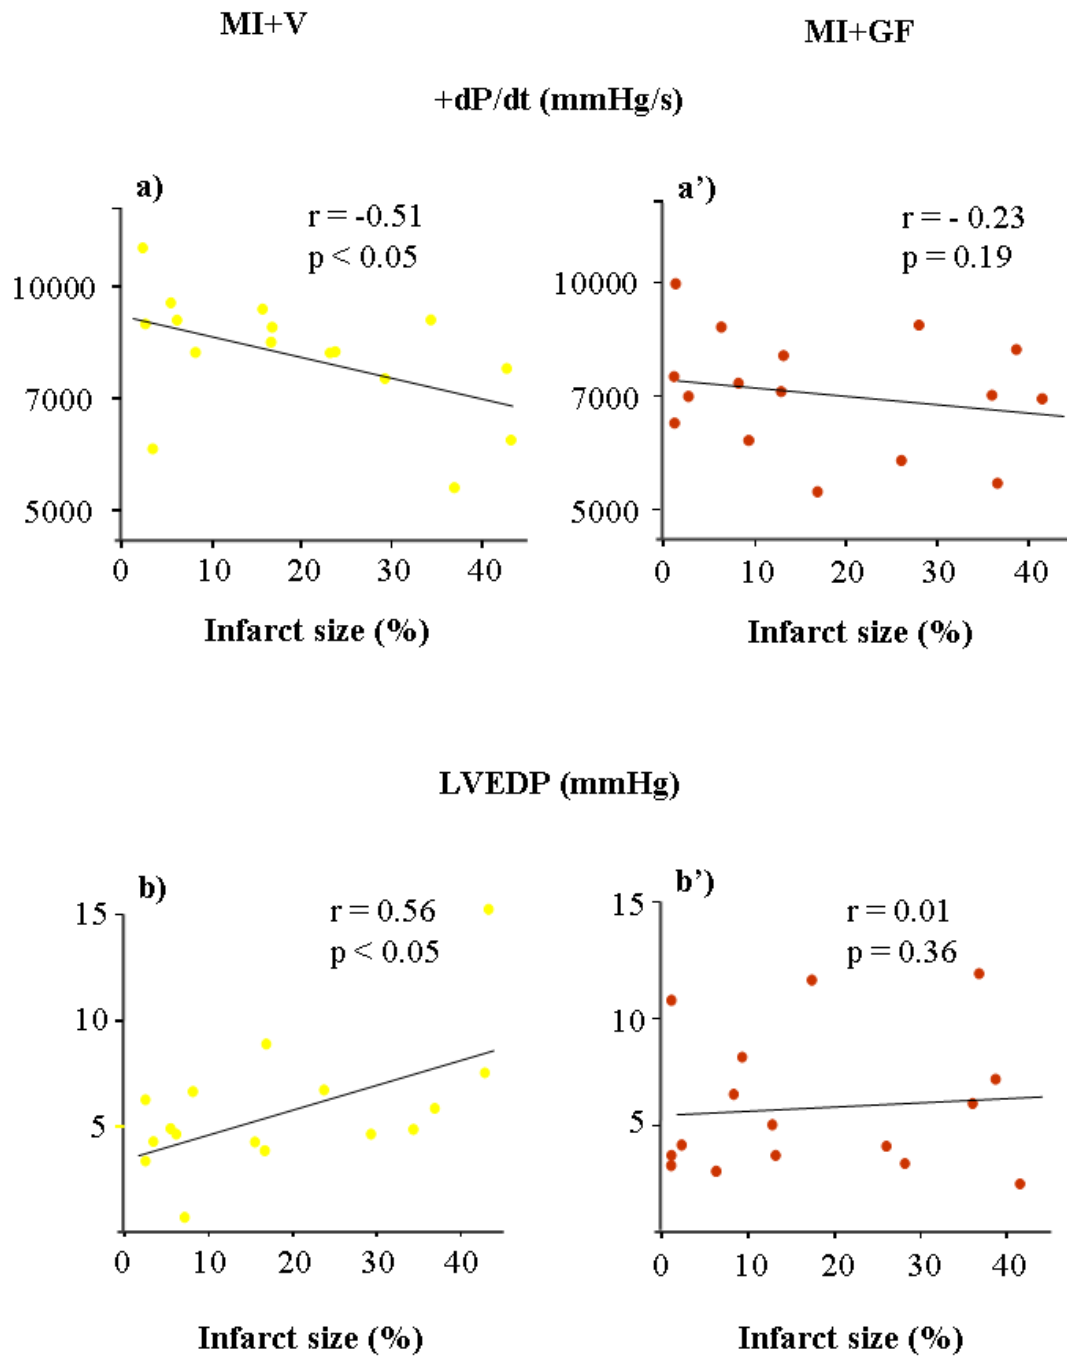 MI+V
MI+GF
+dP/dt (mmHg/s)
a)
r = -0.51
p < 0.05
10000
7000
5000
0 10 20 30 40
Infarct size (%)
a’)
r = - 0.23
p = 0.19
10000
7000
5000
0 10 20 30 40
Infarct size (%)
LVEDP (mmHg)
b)
r = 0.56
p < 0.05
15
10
5
0 10 20 30 40
Infarct size (%)
b’)
r = 0.01
p = 0.36
15
10
5
0 10 20 30 40
Infarct size (%)